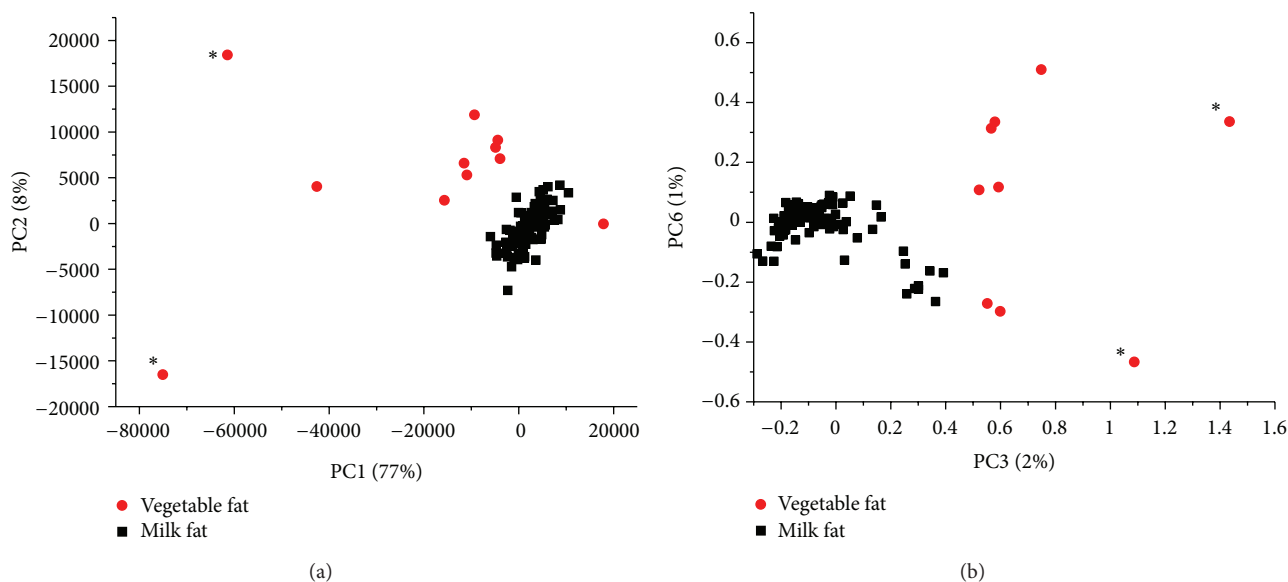 20000
15000
10000
5000
0
−5000
−10000
−15000
−20000
PC2 (8%)
*
*
−80000 −60000 −40000 −20000 0 20000
PC1 (77%)
Vegetable fat
Milk fat
(a)
0.6
0.4
0.2
0
−0.2
−0.4
−0.6
PC6 (1%)
*
*
−0.2 0 0.2 0.4 0.6 0.8 1 1.2 1.4 1.6
PC3 (2%)
Vegetable fat
Milk fat
(b)